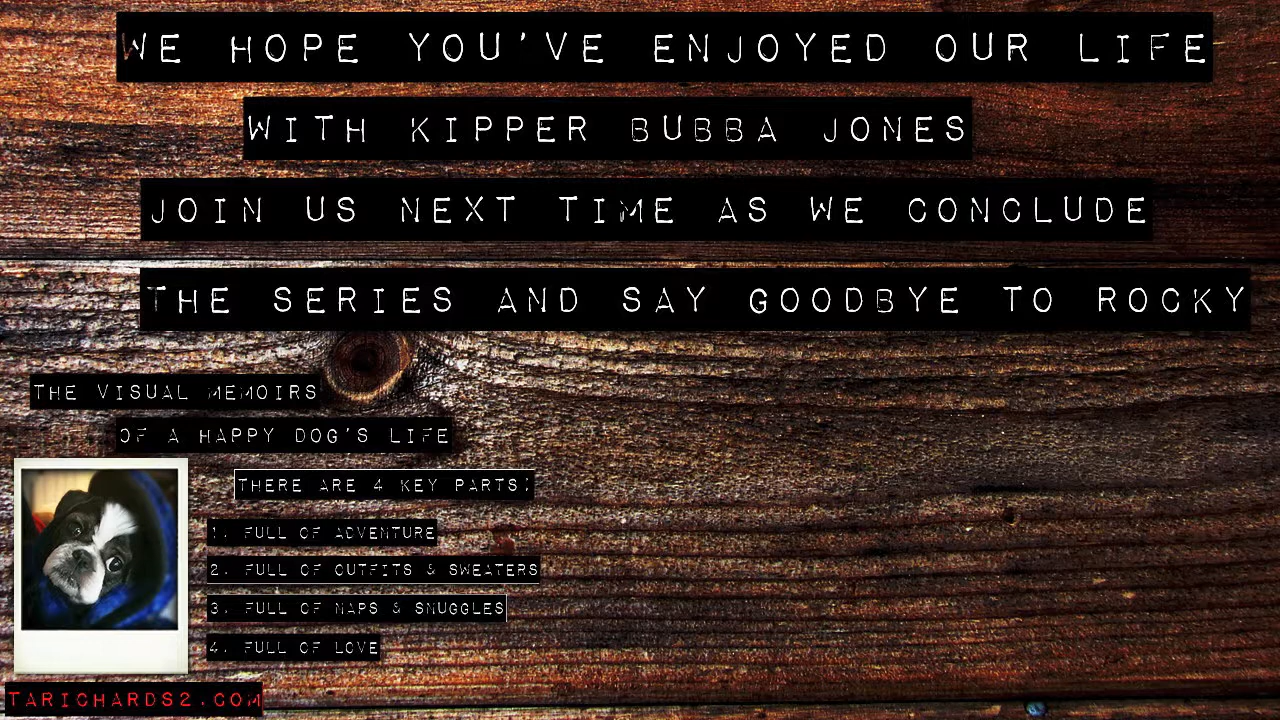 WE HOPE YOU'VE ENJOYED OUR LIFE
WITH KIPPER BUBBA JONES
JOIN US NEXT TIME AS WE CONCLUDE
THE SERIES AND SAY GOODBYE TO ROCKY
THE VISUAL MEMOIRS
OF A HAPPY DOG'S LIFE
THERE ARE 4 KEY PARTS:
1. FULL OF ADVENTURE
2. FULL OF OUTFITS & SWEATERS
3. FULL OF NAPS & SNUGGLES
4. FULL OF LOVE
TARICHARDS2.COM